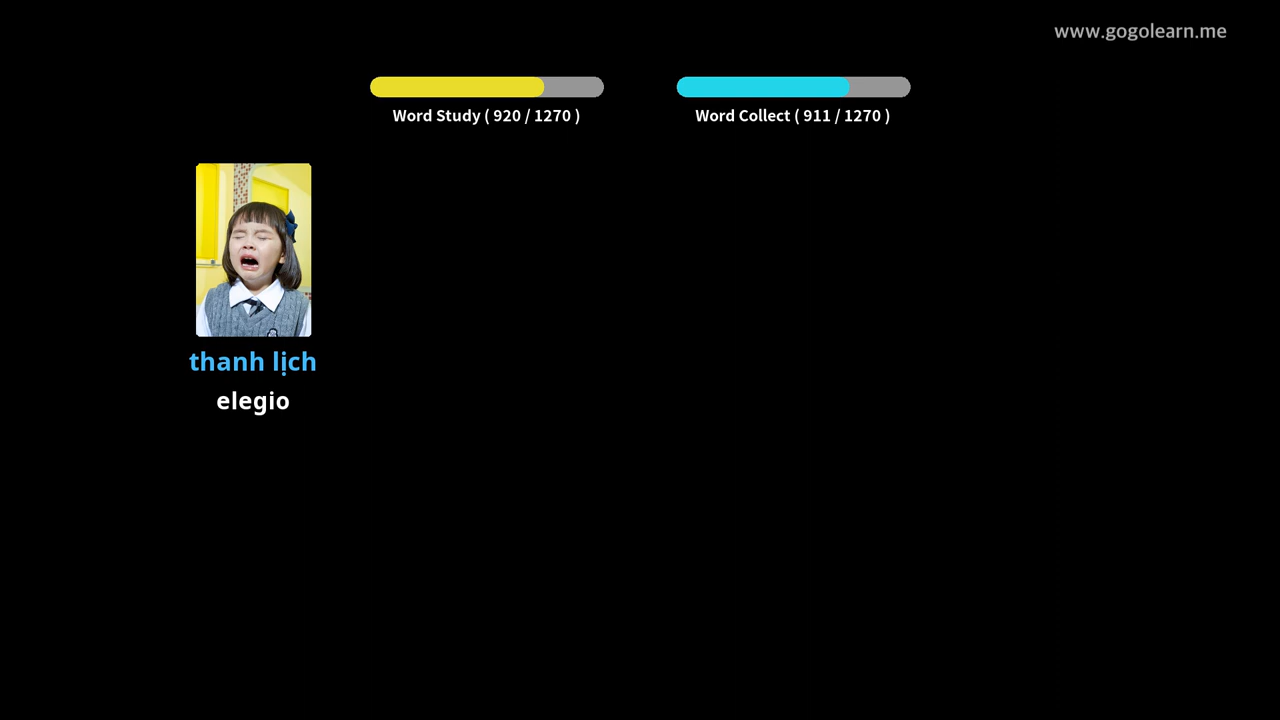 www.gogolearn.me
Word Study ( 920 / 1270 )
Word Collect ( 911 / 1270 )
thanh lịch
elegio